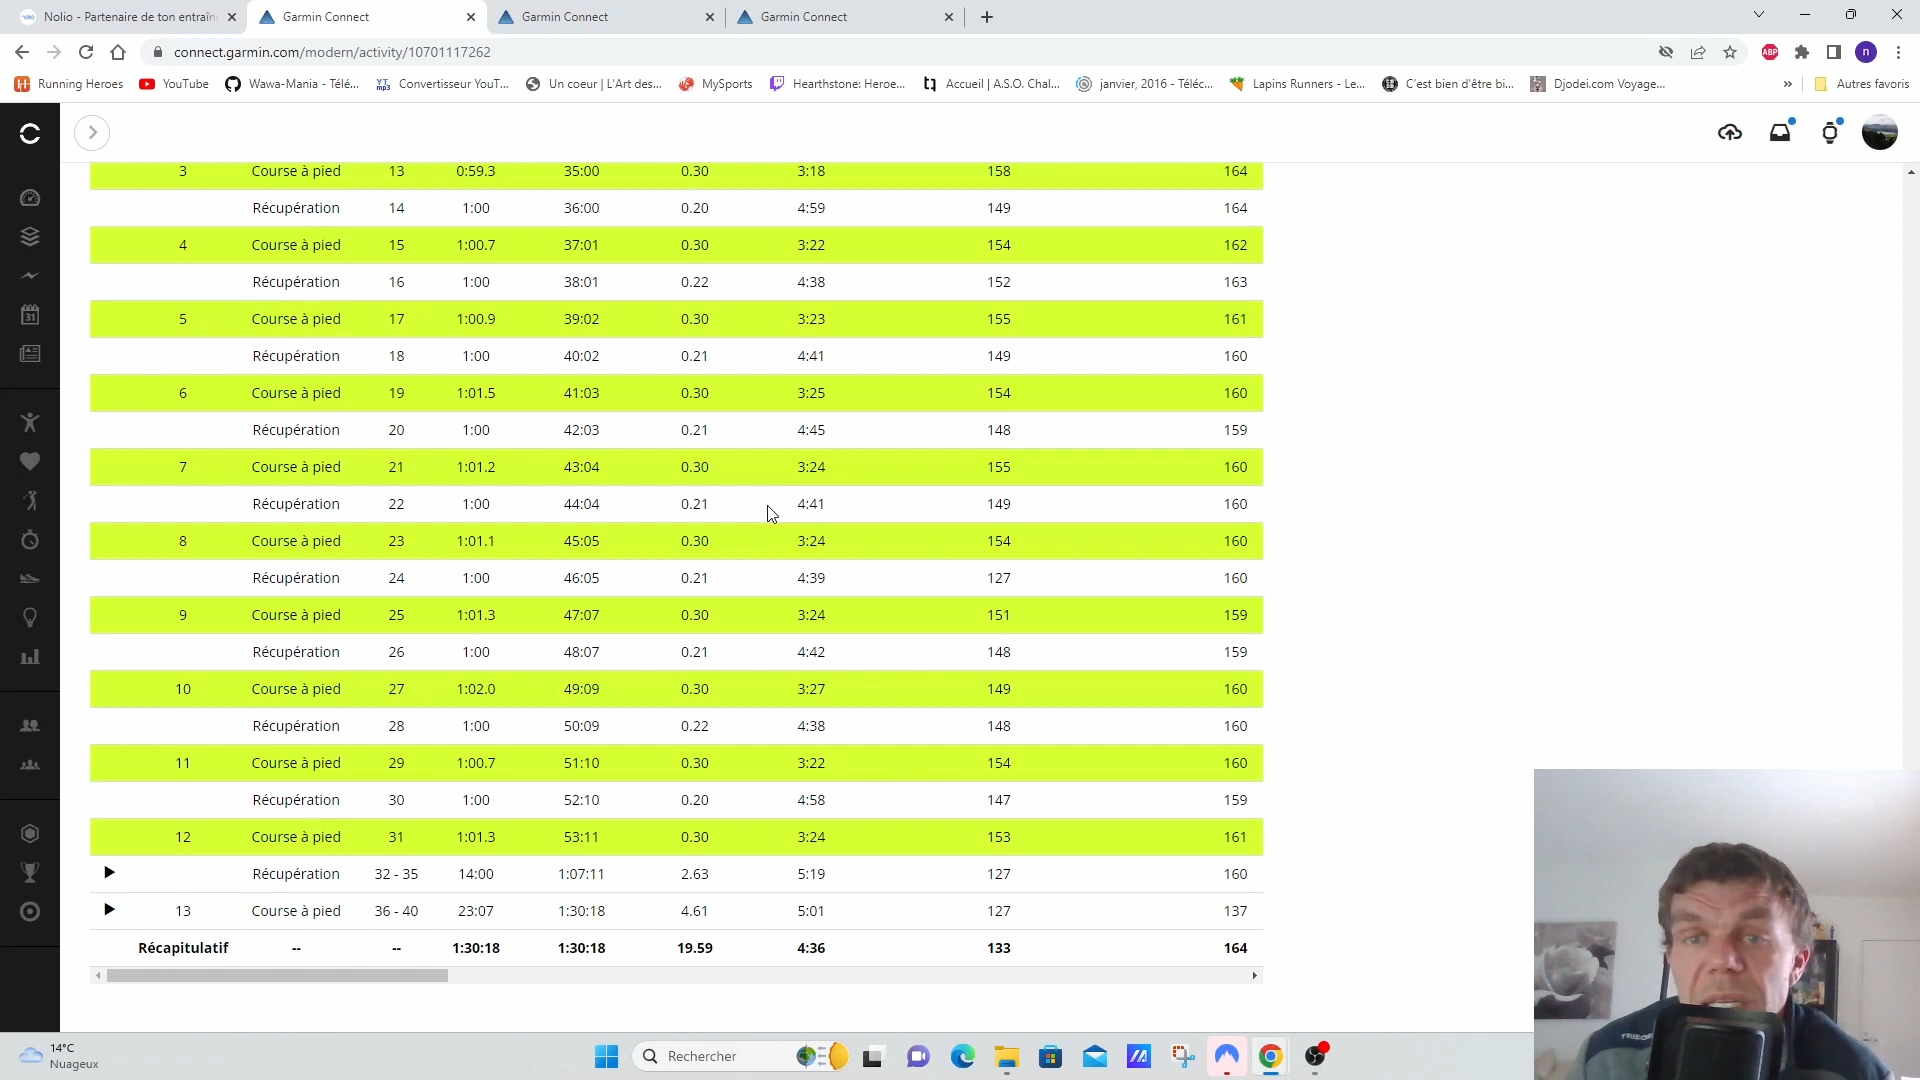 Nolio - Partenaire de ton entraîn
Garmin Connect
Garmin Connect
Garmin Connect
connect.garmin.com/modern/activity/10701117262
ABP
n
Running Heroes
YouTube
Wawa-Mania - Télé...
Convertisseur YouT...
Un coeur | L'Art des...
MySports
Hearthstone: Heroe...
Accueil | A.S.O. Chal...
janvier, 2016 - Téléc...
Lapins Runners - Le...
C'est bien d'être bi...
Djodei.com Voyage...
»
Autres favoris
3 Course à pied 13 0:59.3 35:00 0.30 3:18 158 164
Récupération 14 1:00 36:00 0.20 4:59 149 164
4 Course à pied 15 1:00.7 37:01 0.30 3:22 154 162
Récupération 16 1:00 38:01 0.22 4:38 152 163
5 Course à pied 17 1:00.9 39:02 0.30 3:23 155 161
Récupération 18 1:00 40:02 0.21 4:41 149 160
6 Course à pied 19 1:01.5 41:03 0.30 3:25 154 160
Récupération 20 1:00 42:03 0.21 4:45 148 159
7 Course à pied 21 1:01.2 43:04 0.30 3:24 155 160
Récupération 22 1:00 44:04 0.21 4:41 149 160
8 Course à pied 23 1:01.1 45:05 0.30 3:24 154 160
Récupération 24 1:00 46:05 0.21 4:39 127 160
9 Course à pied 25 1:01.3 47:07 0.30 3:24 151 159
Récupération 26 1:00 48:07 0.21 4:42 148 159
10 Course à pied 27 1:02.0 49:09 0.30 3:27 149 160
Récupération 28 1:00 50:09 0.22 4:38 148 160
11 Course à pied 29 1:00.7 51:10 0.30 3:22 154 160
Récupération 30 1:00 52:10 0.20 4:58 147 159
12 Course à pied 31 1:01.3 53:11 0.30 3:24 153 161
Récupération 32 - 35 14:00 1:07:11 2.63 5:19 127 160
13 Course à pied 36 - 40 23:07 1:30:18 4.61 5:01 127 137
Récapitulatif -- -- 1:30:18 1:30:18 19.59 4:36 133 164
31
14°C
Nuageux
Rechercher